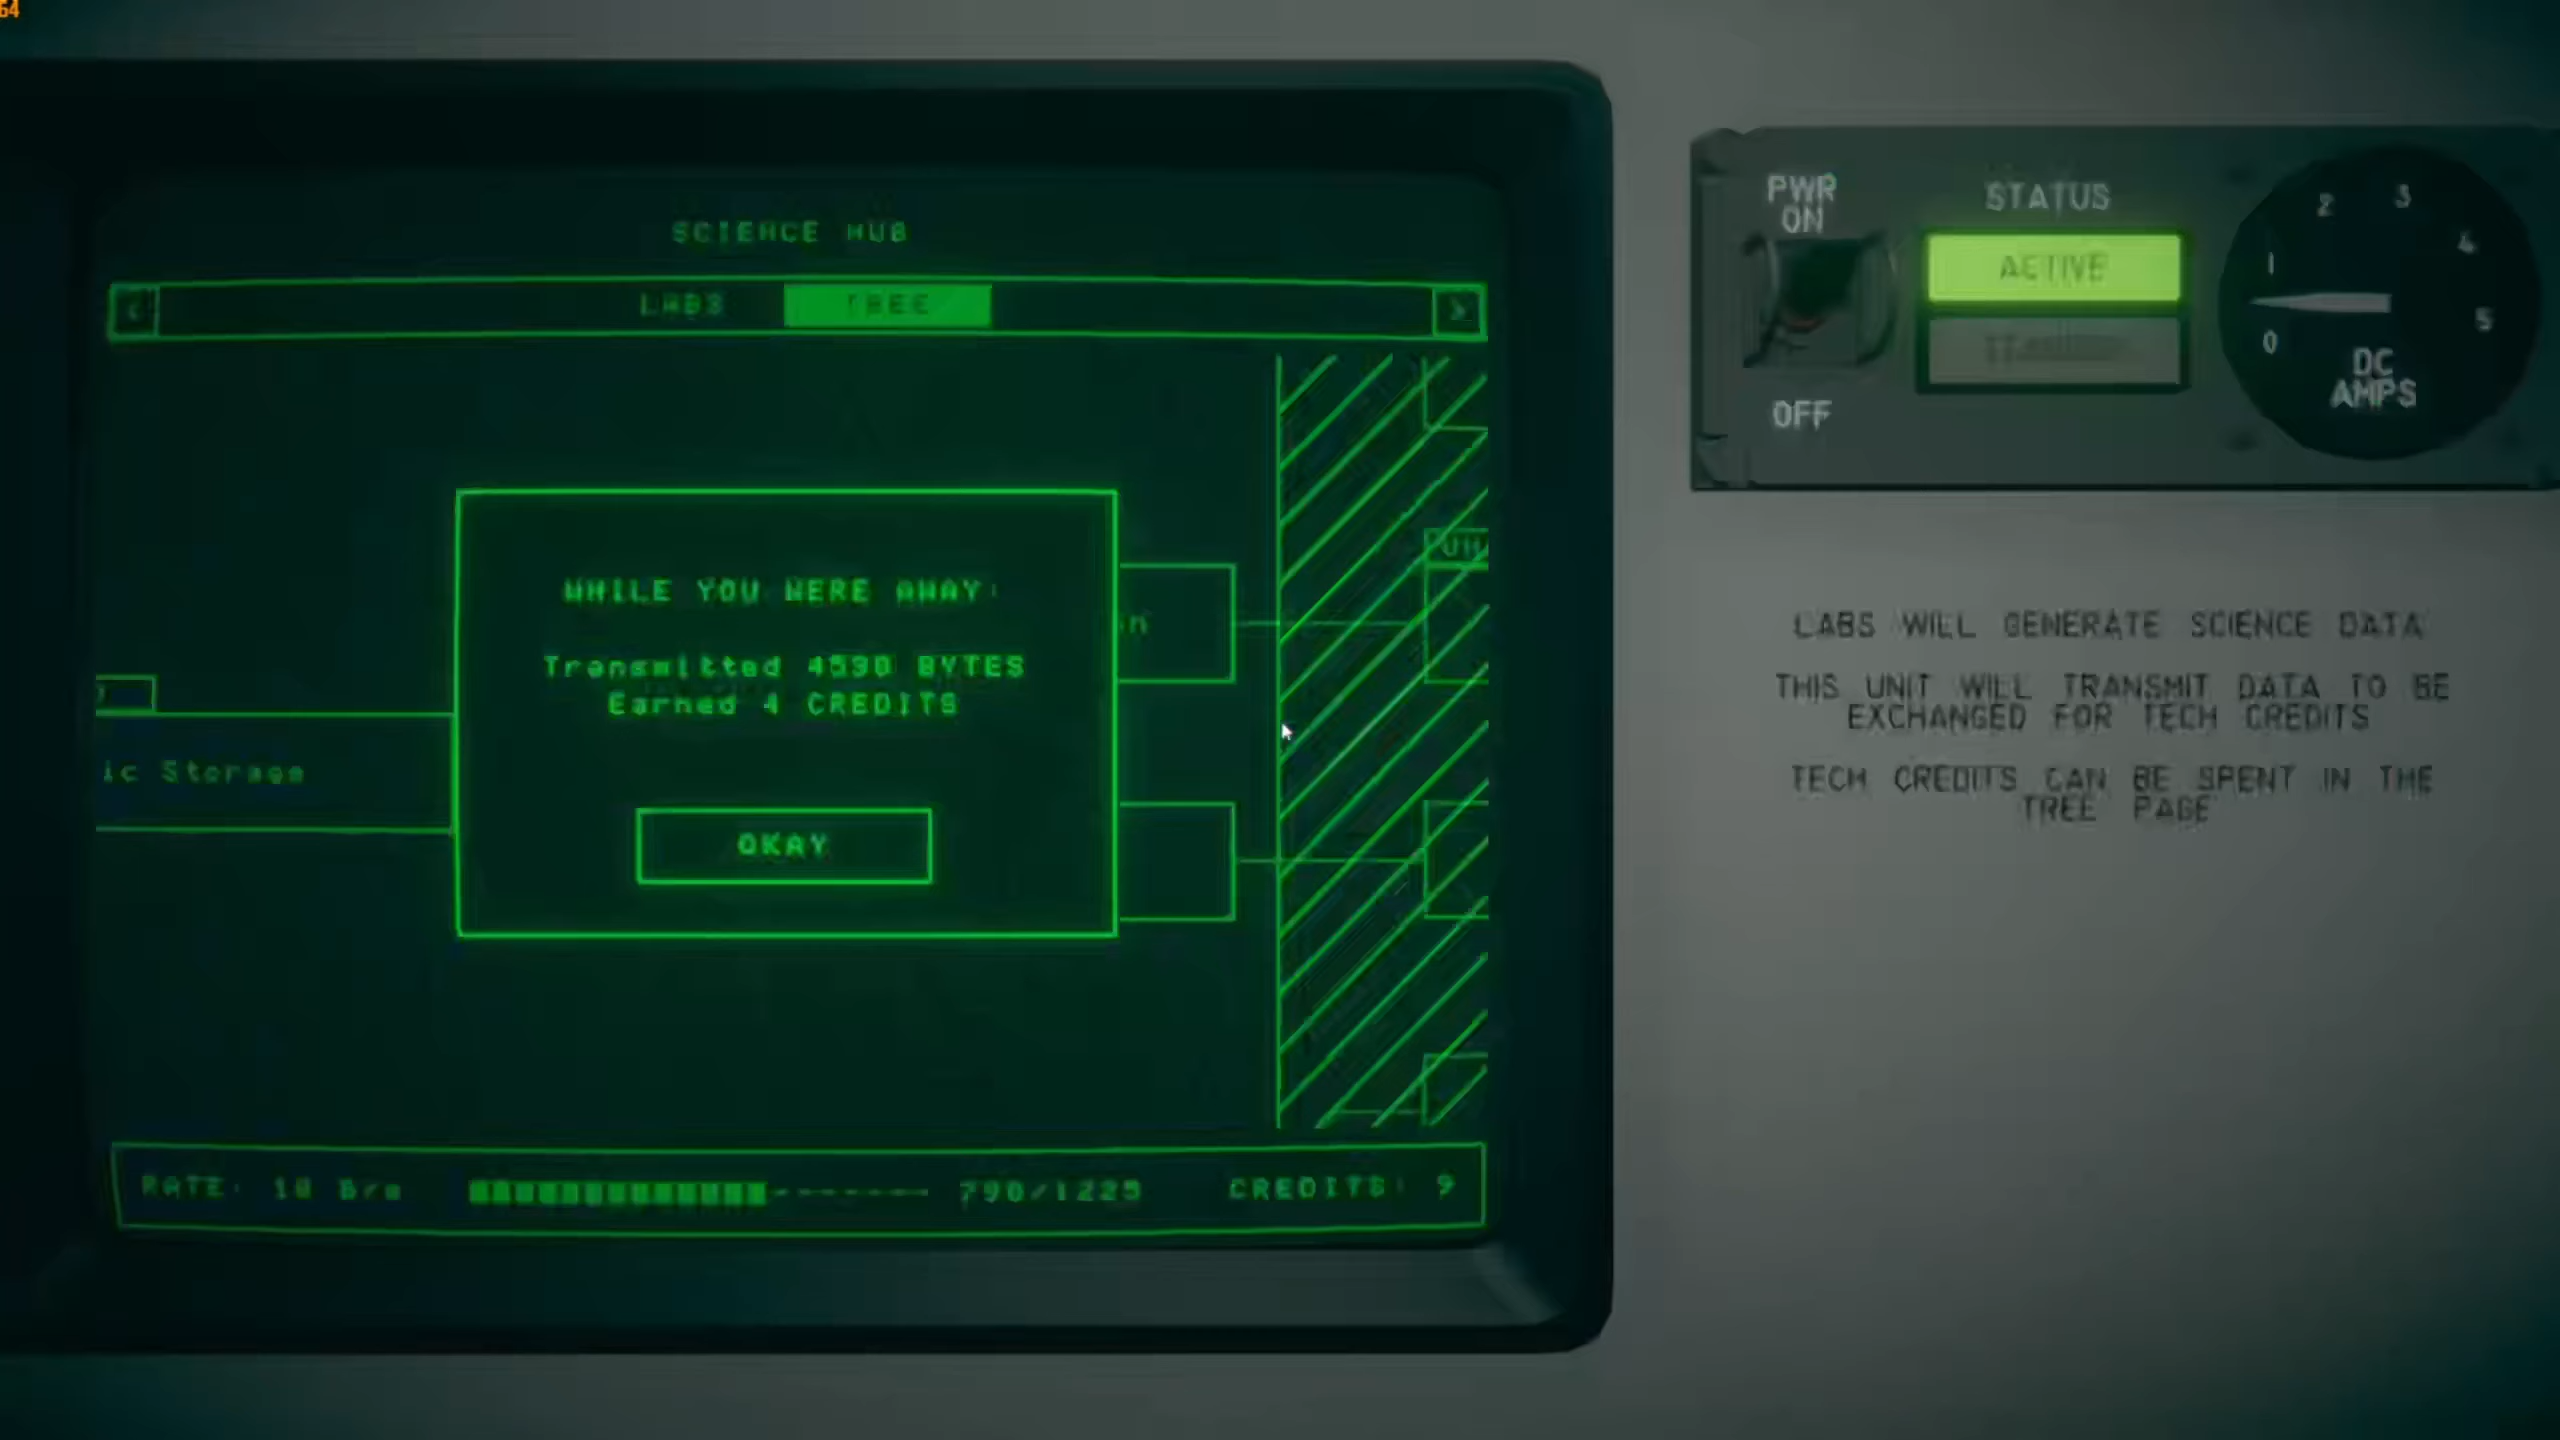 64
SCIENCE HUB
LABS TREE
WHILE YOU WERE AWAY:
Transmitted 4590 BYTES
Earned 4 CREDITS
OKAY
ic Storage
RATE: 10 B/s 790/1225 CREDITS: 9
PWR
ON
OFF
STATUS
ACTIVE
0 1 2 3 4 5
DC
AMPS
LABS WILL GENERATE SCIENCE DATA
THIS UNIT WILL TRANSMIT DATA TO BE
EXCHANGED FOR TECH CREDITS
TECH CREDITS CAN BE SPENT IN THE
TREE PAGE